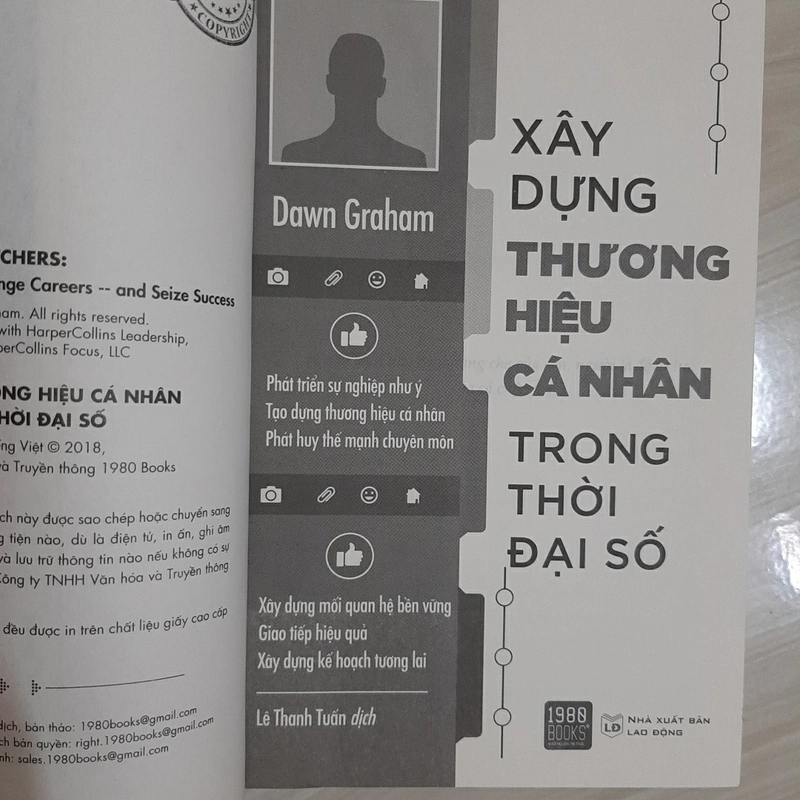 COPYRIGHT
CHERS:
nge Careers -- and Seize Success
am. All rights reserved.
with HarperCollins Leadership,
perCollins Focus, LLC
ƠNG HIỆU CÁ NHÂN
HỜI ĐẠI SỐ
ếng Việt © 2018,
và Truyền thông 1980 Books
ch này được sao chép hoặc chuyển sang
g tiện nào, dù là điện tử, in ấn, ghi âm
và lưu trữ thông tin nào nếu không có sự
Công ty TNHH Văn hóa và Truyền thông
đều được in trên chất liệu giấy cao cấp
dịch, bản thảo: 1980books@gmail.com
ch bản quyền: right.1980books@gmail.com
nh: sales.1980books@gmail.com
Dawn Graham
Phát triển sự nghiệp như ý
Tạo dựng thương hiệu cá nhân
Phát huy thế mạnh chuyên môn
Xây dựng mối quan hệ bền vững
Giao tiếp hiệu quả
Xây dựng kế hoạch tương lai
Lê Thanh Tuấn dịch
XÂY
DỰNG
THƯƠNG
HIỆU
CÁ NHÂN
TRONG
THỜI
ĐẠI SỐ
1980
BOOKS
LĐ
NHÀ XUẤT BẢN
LAO ĐỘNG